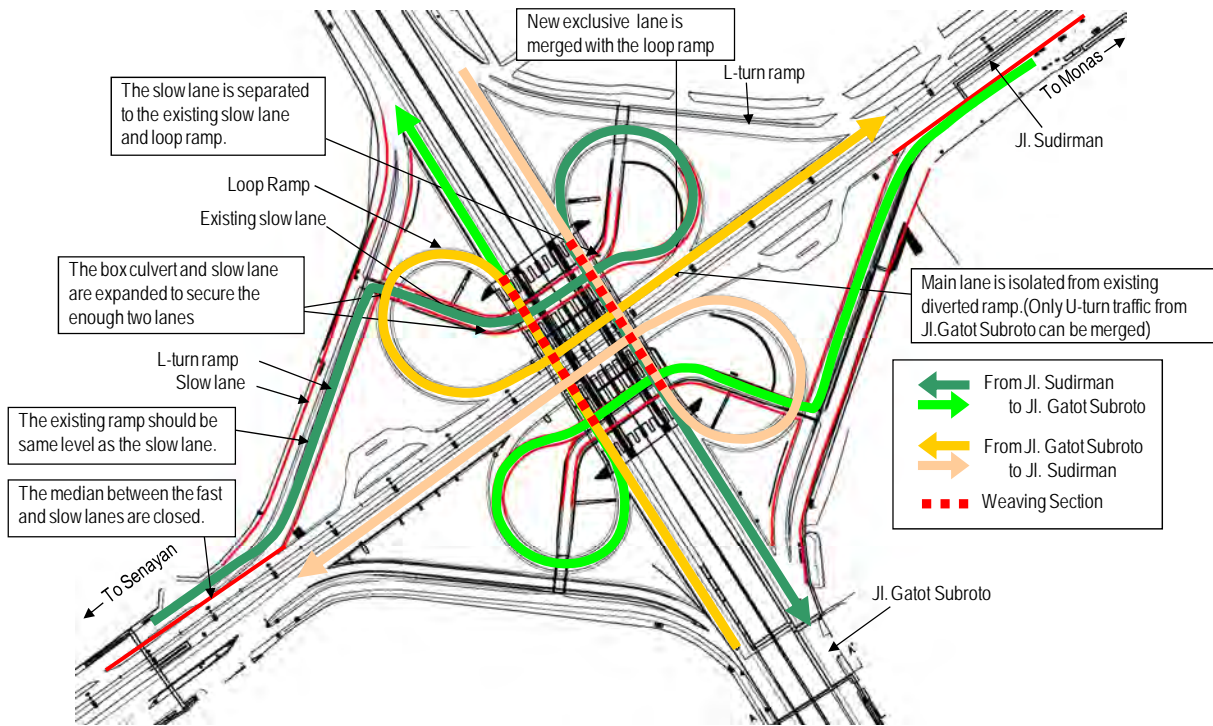 New exclusive lane is
merged with the loop ramp
L-turn ramp
To Monas
Jl. Sudirman
The slow lane is separated
to the existing slow lane
and loop ramp.
Loop Ramp
Existing slow lane
The box culvert and slow lane
are expanded to secure the
enough two lanes
L-turn ramp
Slow lane
The existing ramp should be
same level as the slow lane.
The median between the fast
and slow lanes are closed.
To Senayan
Main lane is isolated from existing
diverted ramp.(Only U-turn traffic from
Jl.Gatot Subroto can be merged)
From Jl. Sudirman
to Jl. Gatot Subroto
From Jl. Gatot Subroto
to Jl. Sudirman
Weaving Section
Jl. Gatot Subroto